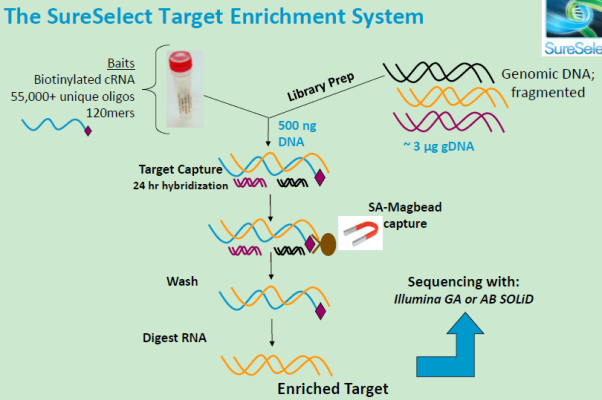 The SureSelect Target Enrichment System
SureSele
Baits
Biotinylated cRNA
55,000+ unique oligos
120mers
Library Prep
Genomic DNA;
fragmented
~ 3 µg gDNA
500 ng
DNA
Target Capture
24 hr hybridization
SA-Magbead
capture
Wash
Sequencing with:
Illumina GA or AB SOLiD
Digest RNA
Enriched Target